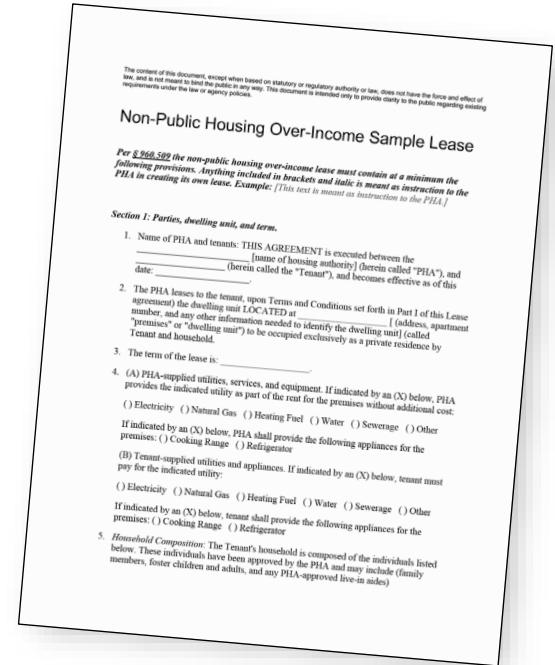 The content of this document, except when based on statutory or regulatory authority or law, does not have the force and effect of
law, and is not meant to bind the public in any way. This document is intended only to provide clarity to the public regarding existing
requirements under the law or agency policies.
Non-Public Housing Over-Income Sample Lease
Per § 960.509 the non-public housing over-income lease must contain at a minimum the
following provisions. Anything included in brackets and italic is meant as instruction to the
PHA in creating its own lease. Example: [This text is meant as instruction to the PHA.]
Section 1: Parties, dwelling unit, and term.
1. Name of PHA and tenants: THIS AGREEMENT is executed between the
____________________ [name of housing authority] (herein called "PHA"), and
____________________ (herein called the "Tenant"), and becomes effective as of this
date: ____________________.
2. The PHA leases to the tenant, upon Terms and Conditions set forth in Part I of this Lease
agreement) the dwelling unit LOCATED at ____________________ [ (address, apartment
number, and any other information needed to identify the dwelling unit] (called
"premises" or "dwelling unit") to be occupied exclusively as a private residence by
Tenant and household.
3. The term of the lease is: ____________________.
4. (A) PHA-supplied utilities, services, and equipment. If indicated by an (X) below, PHA
provides the indicated utility as part of the rent for the premises without additional cost:
( ) Electricity ( ) Natural Gas ( ) Heating Fuel ( ) Water ( ) Sewerage ( ) Other
If indicated by an (X) below, PHA shall provide the following appliances for the
premises: ( ) Cooking Range ( ) Refrigerator
(B) Tenant-supplied utilities and appliances. If indicated by an (X) below, tenant must
pay for the indicated utility:
( ) Electricity ( ) Natural Gas ( ) Heating Fuel ( ) Water ( ) Sewerage ( ) Other
If indicated by an (X) below, tenant shall provide the following appliances for the
premises: ( ) Cooking Range ( ) Refrigerator
5. Household Composition: The Tenant's household is composed of the individuals listed
below. These individuals have been approved by the PHA and may include (family
members, foster children and adults, and any PHA-approved live-in aides)